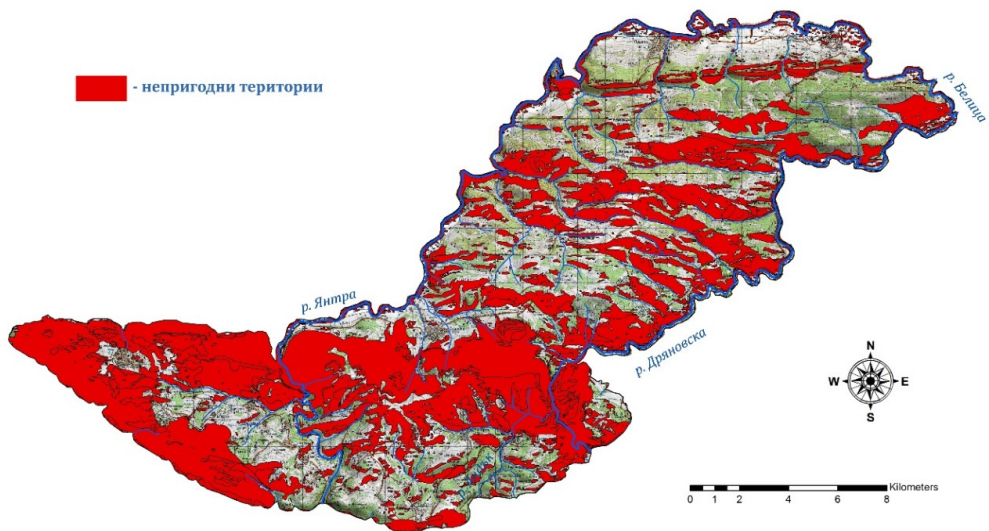 - непригодни територии
р. Белица
р. Янтра
р. Дряновска
N
W E
S
Kilometers
0 1 2 4 6 8